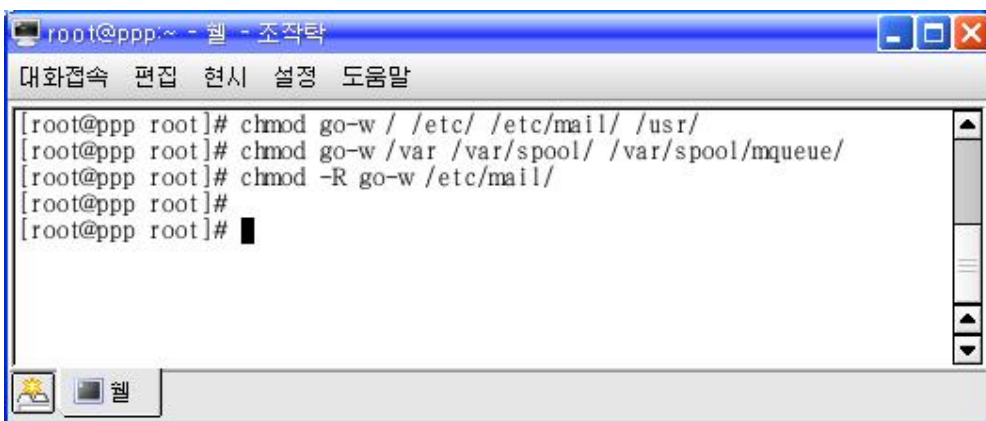 root@ppp:~ - 웰 - 조작탁
대화접속 편집 현시 설정 도움말
[root@ppp root]# chmod go-w / /etc/ /etc/mail/ /usr/
[root@ppp root]# chmod go-w /var /var/spool/ /var/spool/mqueue/
[root@ppp root]# chmod -R go-w /etc/mail/
[root@ppp root]#
[root@ppp root]#
웰